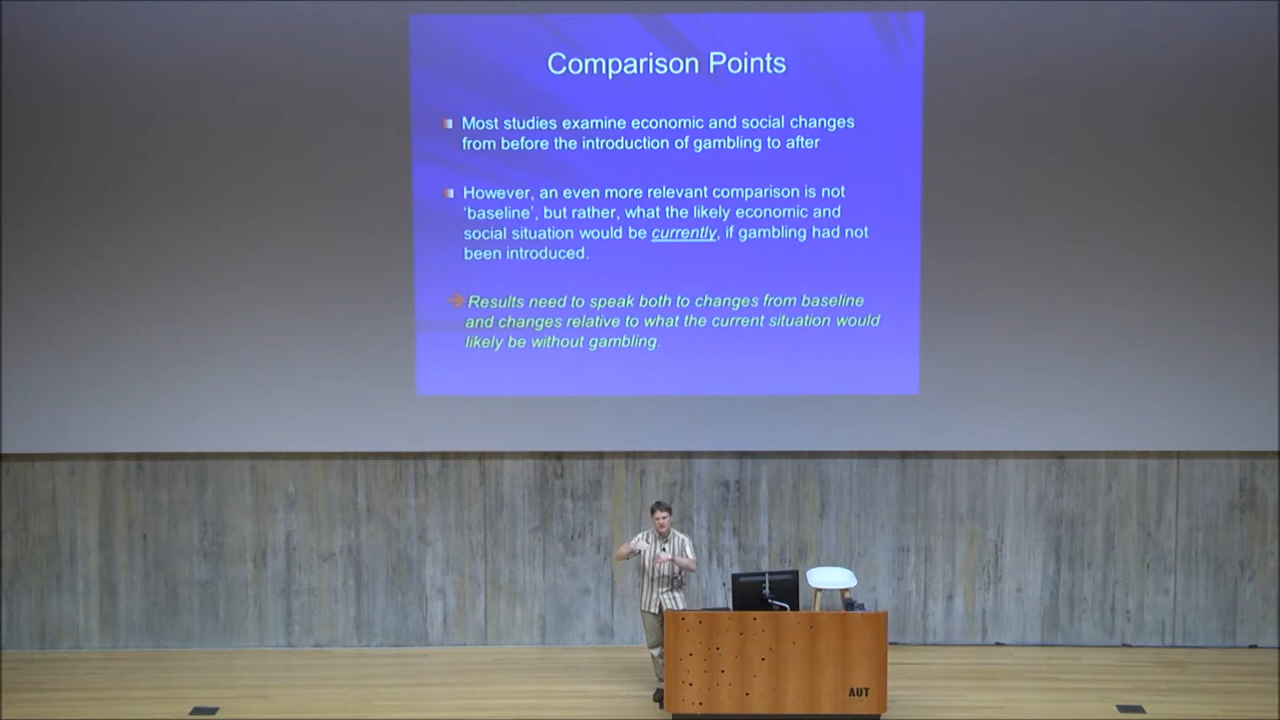 Comparison Points
Most studies examine economic and social changes
from before the introduction of gambling to after
However, an even more relevant comparison is not
‘baseline’, but rather, what the likely economic and
social situation would be currently, if gambling had not
been introduced.
Results need to speak both to changes from baseline
and changes relative to what the current situation would
likely be without gambling.
AUT